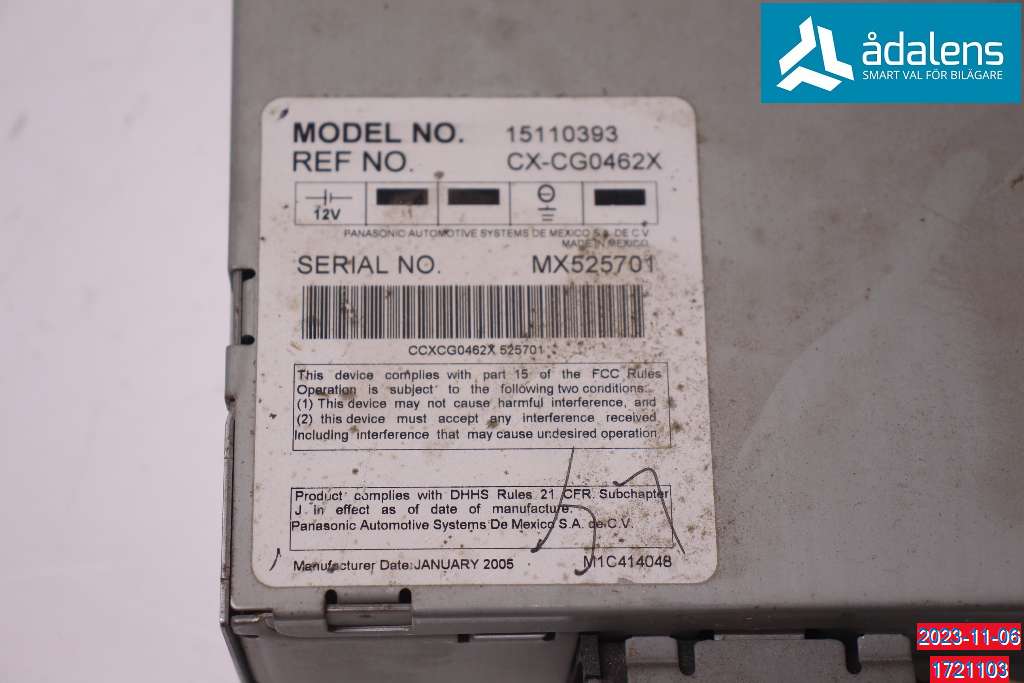 ådalens
SMART VAL FÖR BILÄGARE
MODEL NO. 15110393
REF NO. CX-CG0462X
12V
PANASONIC AUTOMOTIVE SYSTEMS DE MEXICO S.A. DE C.V
MADE IN MEXICO
SERIAL NO. MX525701
CCXCG0462X 525701
This device complies with part 15 of the FCC Rules
Operation is subject to the following two conditions:
(1) This device may not cause harmful interference, and
(2) this device must accept any interference received
Including interference that may cause undesired operation.
Product complies with DHHS Rules 21 CFR. Subchapter
J. in effect as of date of manufacture.
Panasonic Automotive Systems De Mexico S.A. de C.V.
Manufacturer Date: JANUARY 2005 M1C414048
2023-11-06
1721103